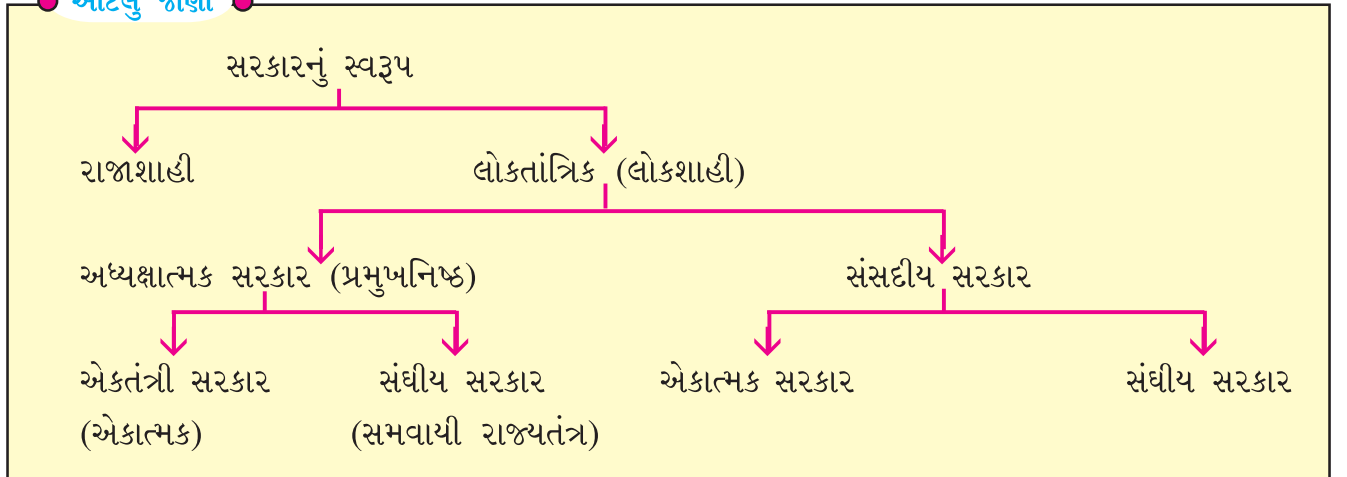 આટલું જાણો
સરકારનું સ્વરૂપ
રાજાશાહી લોકતાંત્રિક (લોકશાહી)
અધ્યક્ષાત્મક સરકાર (પ્રમુખનિષ્ઠ) સંસદીય સરકાર
એકતંત્રી સરકાર સંઘીય સરકાર એકાત્મક સરકાર સંઘીય સરકાર
(એકાત્મક) (સમવાયી રાજ્યતંત્ર)